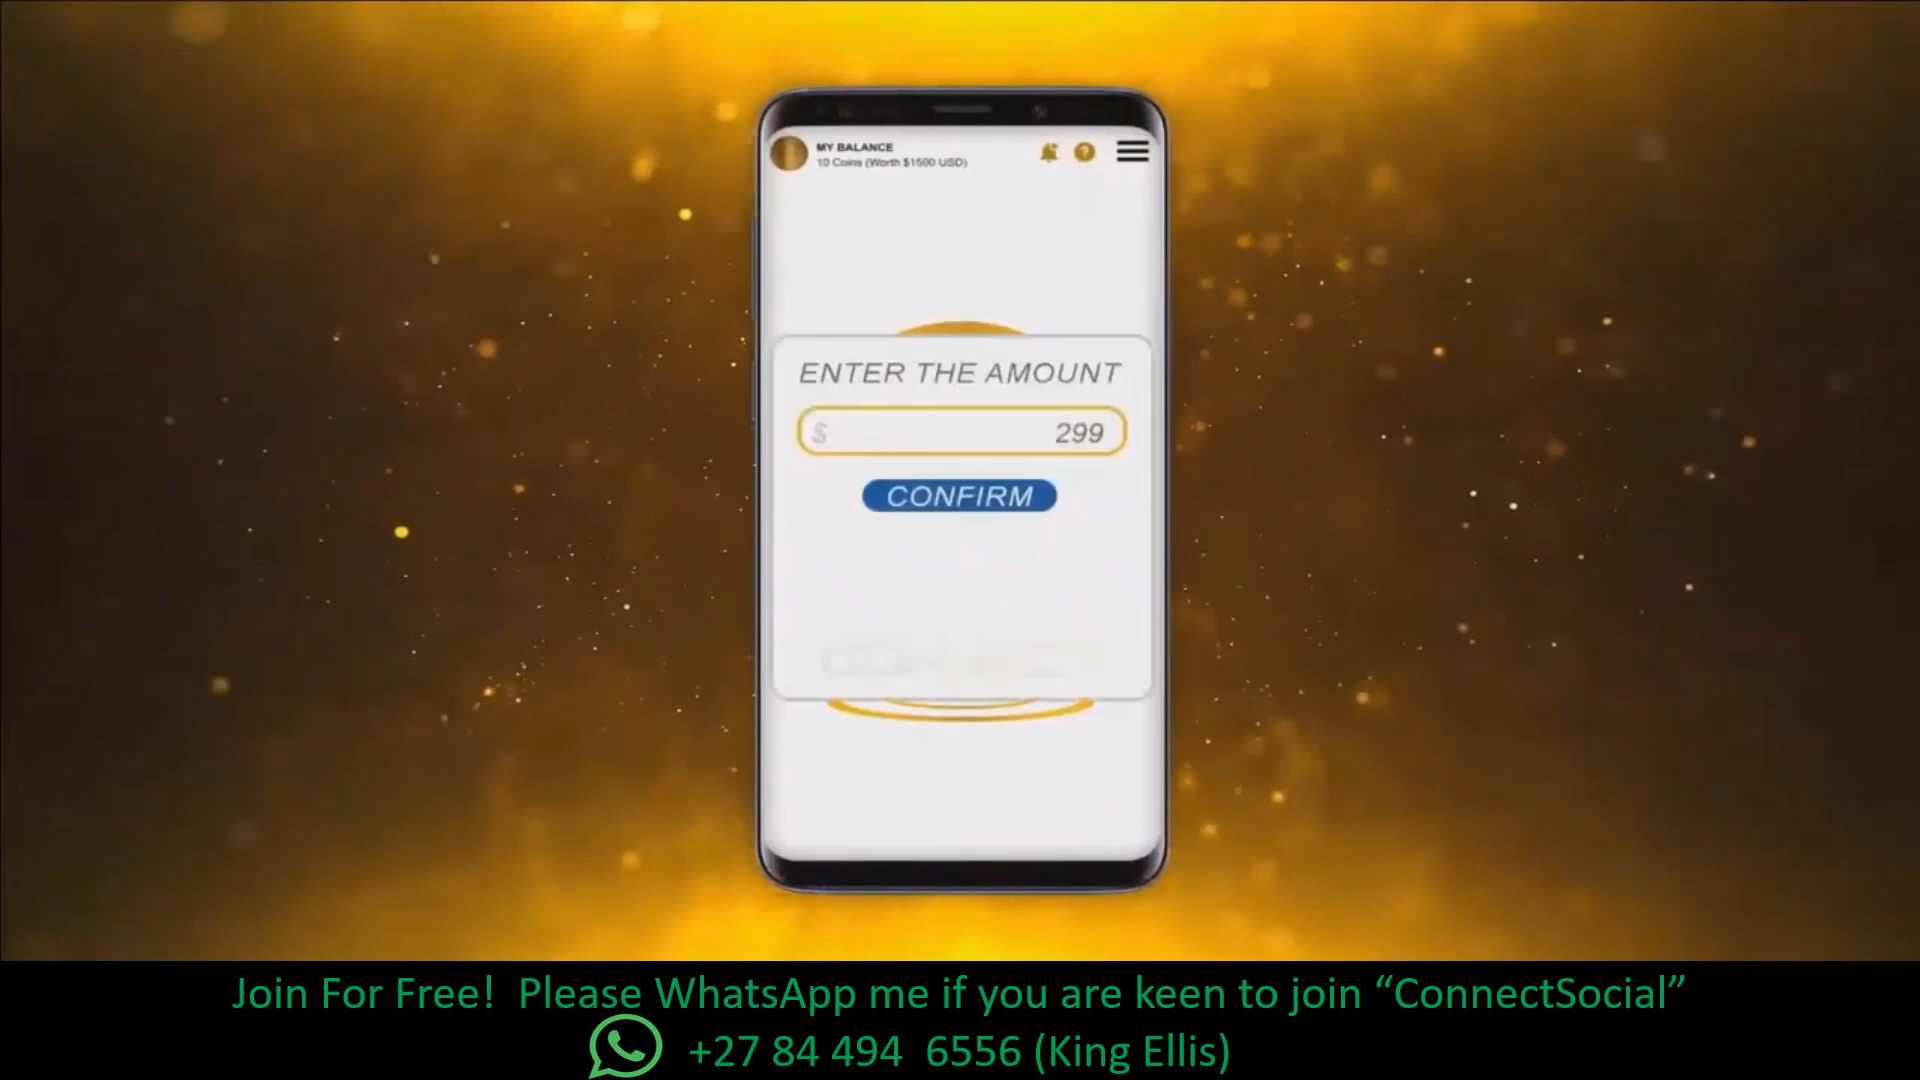 MY BALANCE
10 Coins (Worth $1500 USD)
?
ENTER THE AMOUNT
$ 299
CONFIRM
Join For Free! Please WhatsApp me if you are keen to join “ConnectSocial”
+27 84 494 6556 (King Ellis)